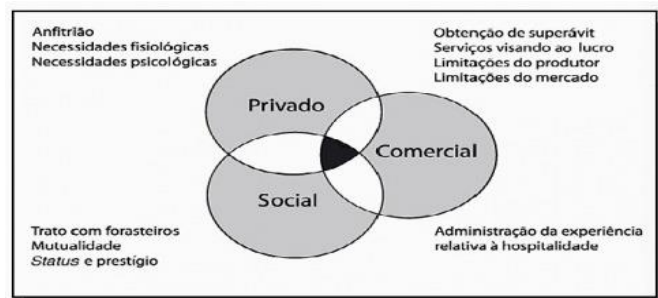 Anfitrião
Necessidades fisiológicas
Necessidades psicológicas
Obtenção de superávit
Serviços visando ao lucro
Limitações do produtor
Limitações do mercado
Privado
Comercial
Social
Trato com forasteiros
Mutualidade
Status e prestígio
Administração da experiência
relativa à hospitalidade